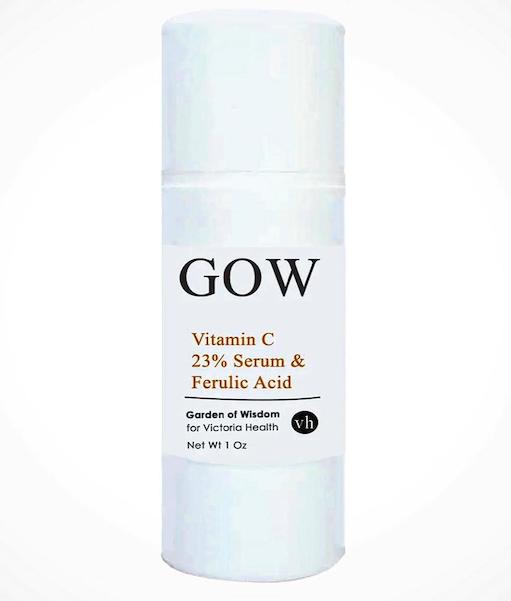 GOW
Vitamin C
23% Serum &
Ferulic Acid
Garden of Wisdom
for Victoria Health
vh
Net Wt 1 Oz